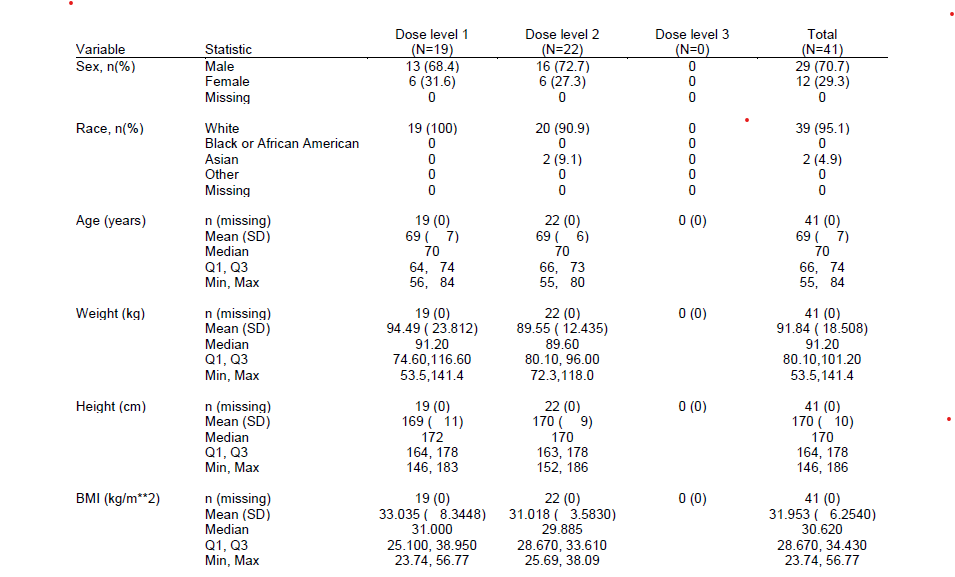 Dose level 1 Dose level 2 Dose level 3 Total
Variable Statistic (N=19) (N=22) (N=0) (N=41)
Sex, n(%) Male 13 (68.4) 16 (72.7) 0 29 (70.7)
Female 6 (31.6) 6 (27.3) 0 12 (29.3)
Missing 0 0 0 0
Race, n(%) White 19 (100) 20 (90.9) 0 39 (95.1)
Black or African American 0 0 0 0
Asian 0 2 (9.1) 0 2 (4.9)
Other 0 0 0 0
Missing 0 0 0 0
Age (years) n (missing) 19 (0) 22 (0) 0 (0) 41 (0)
Mean (SD) 69 ( 7) 69 ( 6) 69 ( 7)
Median 70 70 70
Q1, Q3 64, 74 66, 73 66, 74
Min, Max 56, 84 55, 80 55, 84
Weight (kg) n (missing) 19 (0) 22 (0) 0 (0) 41 (0)
Mean (SD) 94.49 ( 23.812) 89.55 ( 12.435) 91.84 ( 18.508)
Median 91.20 89.60 91.20
Q1, Q3 74.60,116.60 80.10, 96.00 80.10,101.20
Min, Max 53.5,141.4 72.3,118.0 53.5,141.4
Height (cm) n (missing) 19 (0) 22 (0) 0 (0) 41 (0)
Mean (SD) 169 ( 11) 170 ( 9) 170 ( 10)
Median 172 170 170
Q1, Q3 164, 178 163, 178 164, 178
Min, Max 146, 183 152, 186 146, 186
BMI (kg/m**2) n (missing) 19 (0) 22 (0) 0 (0) 41 (0)
Mean (SD) 33.035 ( 8.3448) 31.018 ( 3.5830) 31.953 ( 6.2540)
Median 31.000 29.885 30.620
Q1, Q3 25.100, 38.950 28.670, 33.610 28.670, 34.430
Min, Max 23.74, 56.77 25.69, 38.09 23.74, 56.77